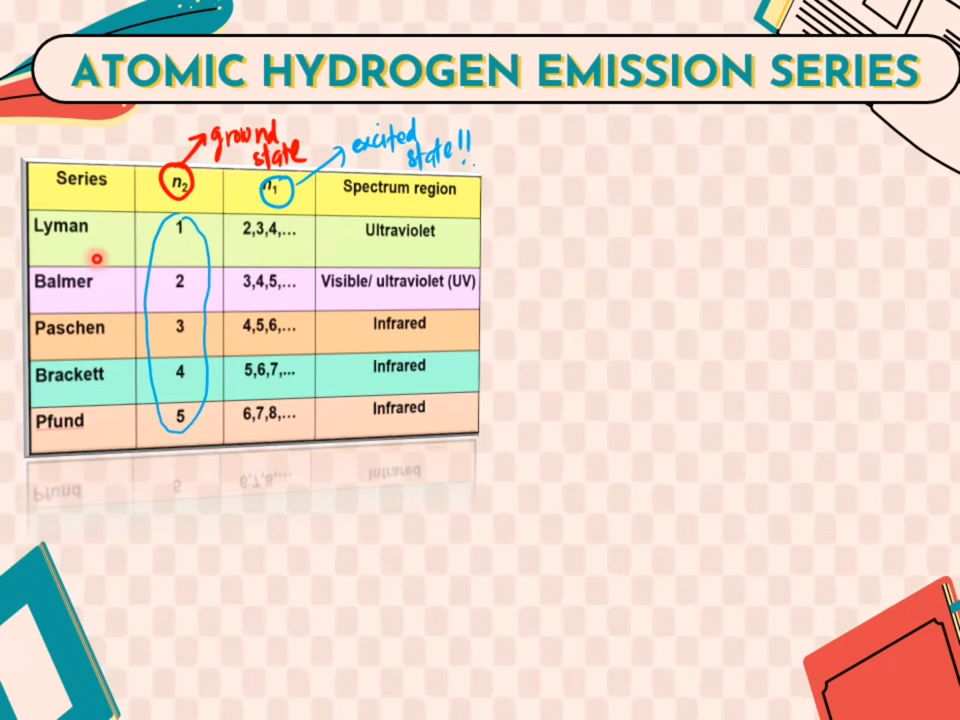 ATOMIC HYDROGEN EMISSION SERIES
ground
state
excited
state!!
Series n2 n1 Spectrum region
Lyman 1 2,3,4,... Ultraviolet
Balmer 2 3,4,5,... Visible/ ultraviolet (UV)
Paschen 3 4,5,6,... Infrared
Brackett 4 5,6,7,... Infrared
Pfund 5 6,7,8,... Infrared